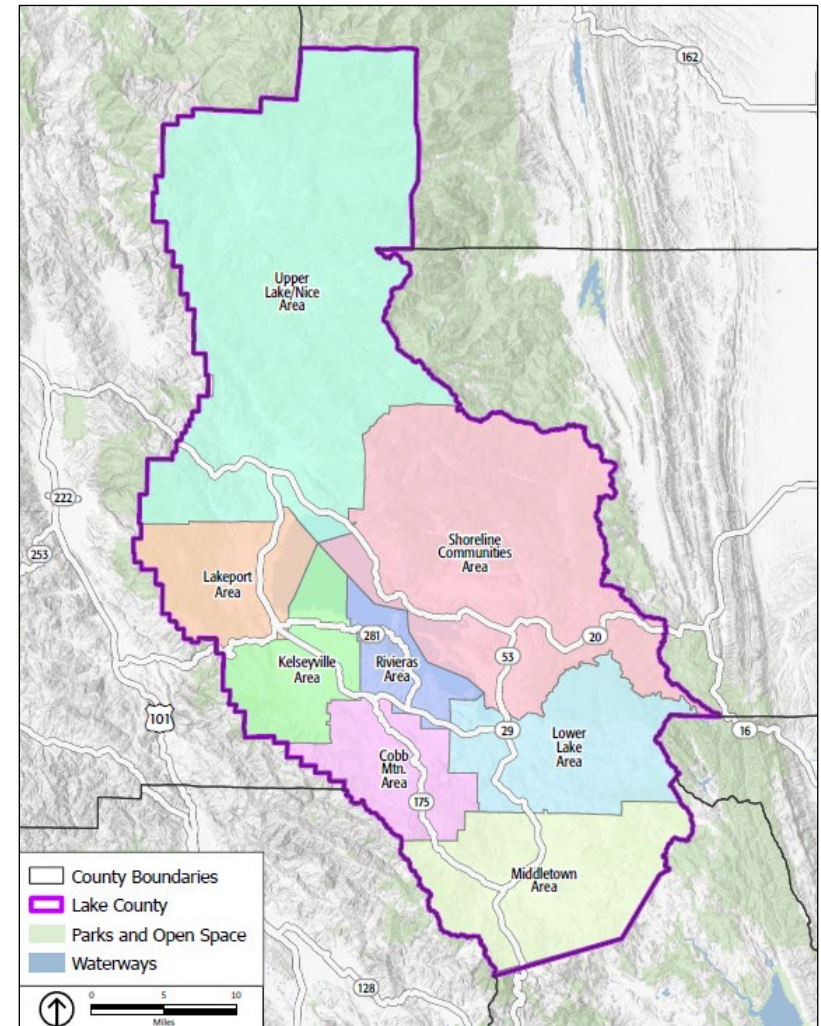 162
Upper
Lake/Nice
Area
222
253
Shoreline
Communities
Area
Lakeport
Area
281
20
Kelseyville
Area
Rivieras
Area
53
101
29
16
Lower
Lake
Area
Cobb
Mtn.
Area
175
Middletown
Area
128
County Boundaries
Lake County
Parks and Open Space
Waterways
0 5 10
Miles